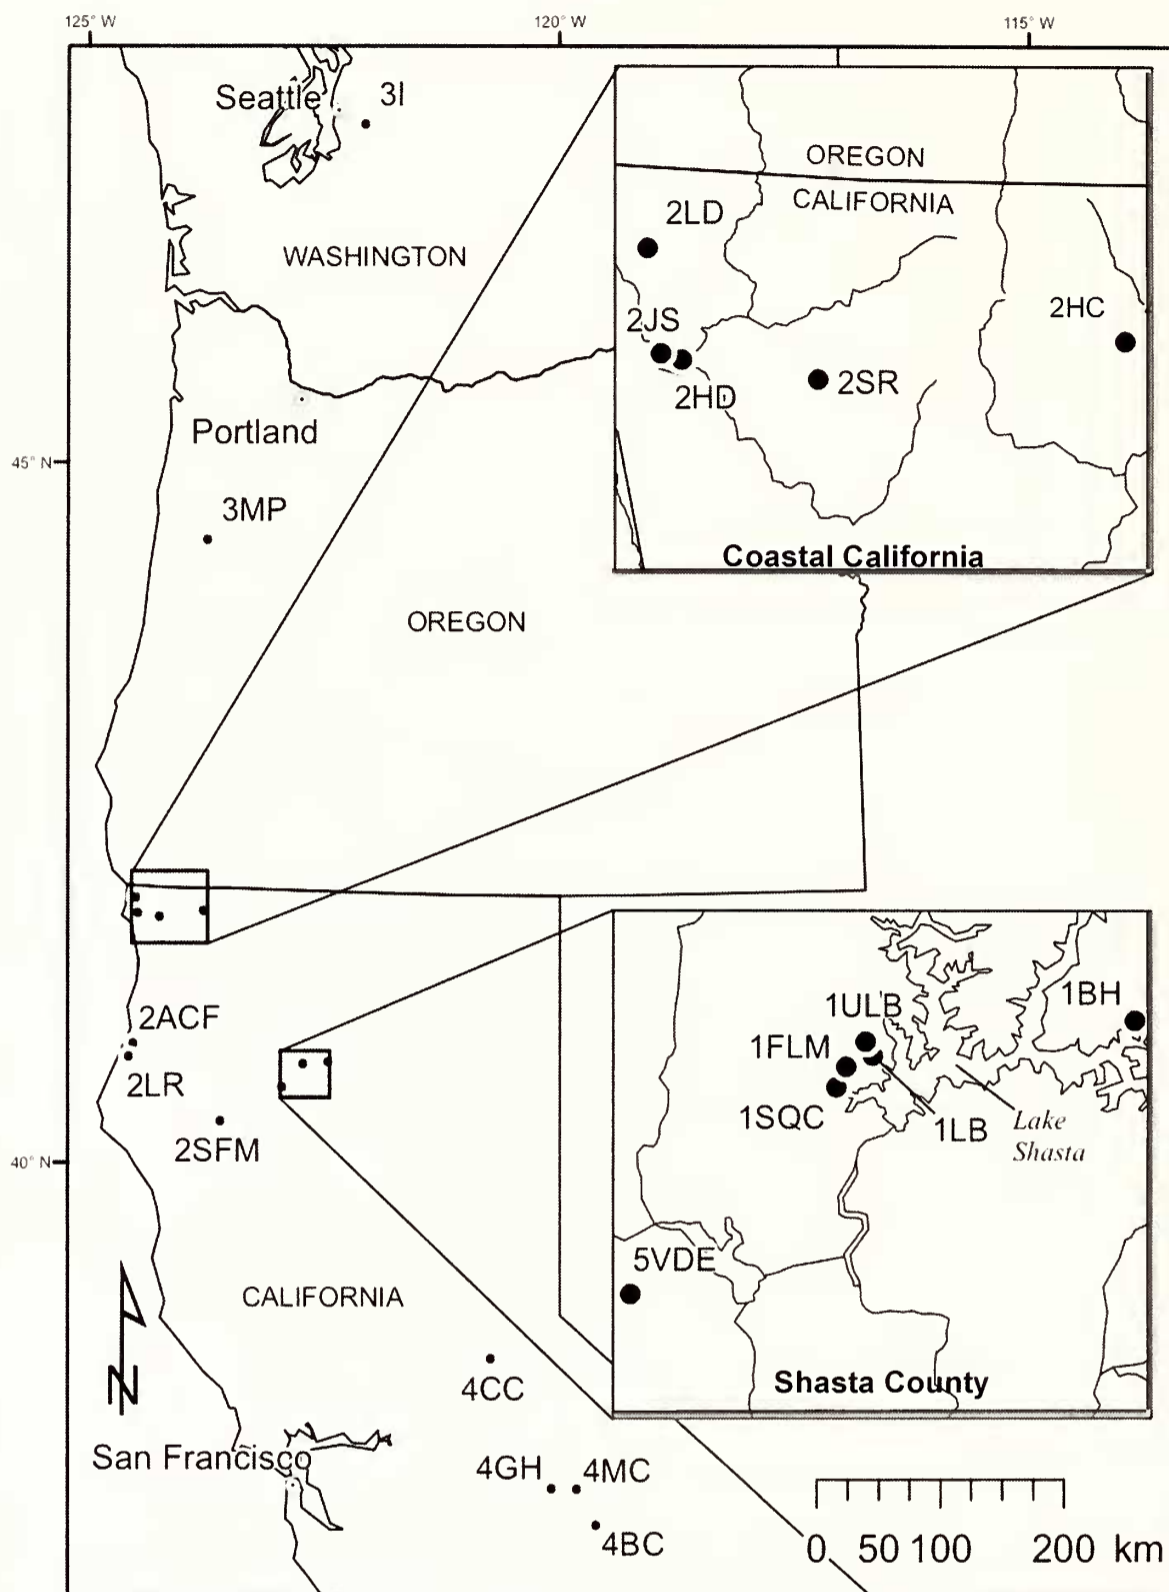 125° W
120° W
115° W
Seattle
3I
WASHINGTON
Portland
45° N
3MP
OREGON
OREGON
CALIFORNIA
2LD
2JS
2HD
2SR
2HC
Coastal California
2ACF
2LR
2SFM
40° N
1ULB
1BH
1FLM
1SQC
1LB
Lake
Shasta
5VDE
Shasta County
CALIFORNIA
N
4CC
San Francisco
4GH
4MC
4BC
0 50 100 200 km